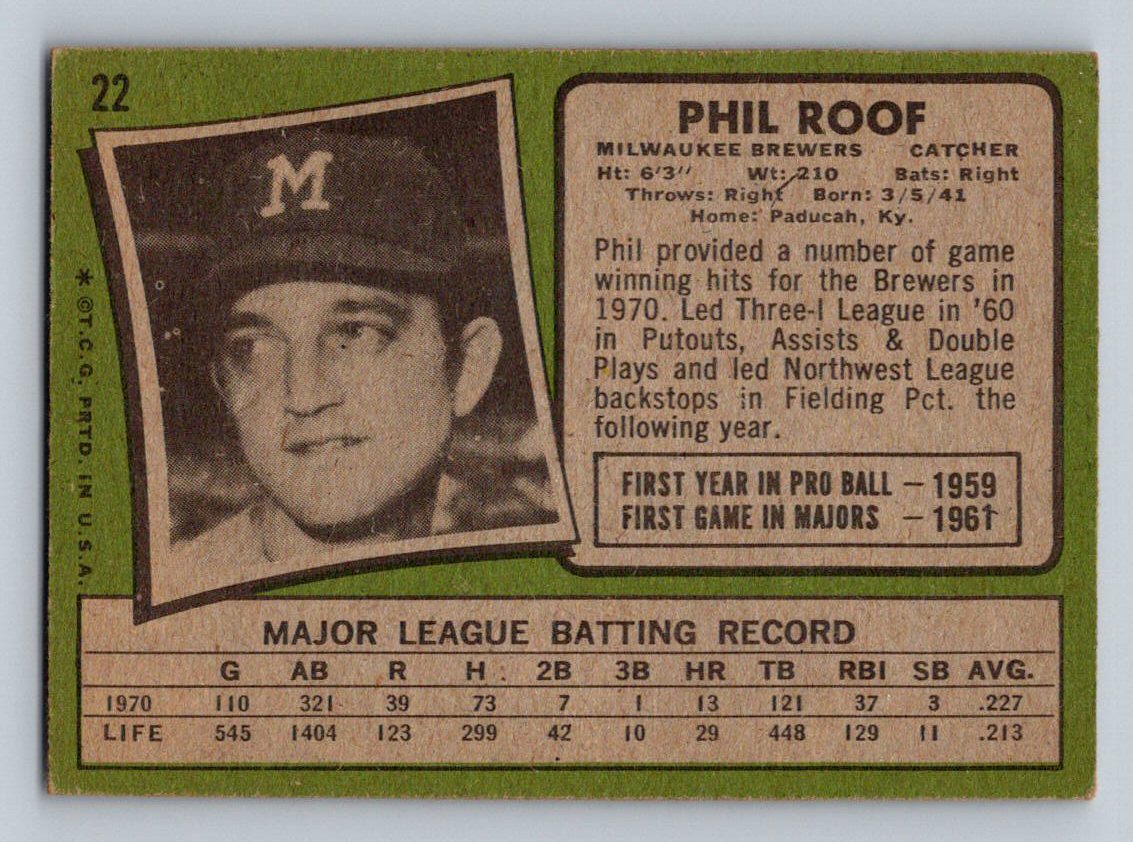 22
M
* ©T.C.G. PRTD. IN U.S.A.
PHIL ROOF
MILWAUKEE BREWERS CATCHER
Ht: 6'3" Wt: 210 Bats: Right
Throws: Right Born: 3/5/41
Home: Paducah, Ky.
Phil provided a number of game
winning hits for the Brewers in
1970. Led Three-I League in '60
in Putouts, Assists & Double
Plays and led Northwest League
backstops in Fielding Pct. the
following year.
FIRST YEAR IN PRO BALL – 1959
FIRST GAME IN MAJORS – 1961
MAJOR LEAGUE BATTING RECORD
G AB R H 2B 3B HR TB RBI SB AVG.
1970 110 321 39 73 7 1 13 121 37 3 .227
LIFE 545 1404 123 299 42 10 29 448 129 11 .213